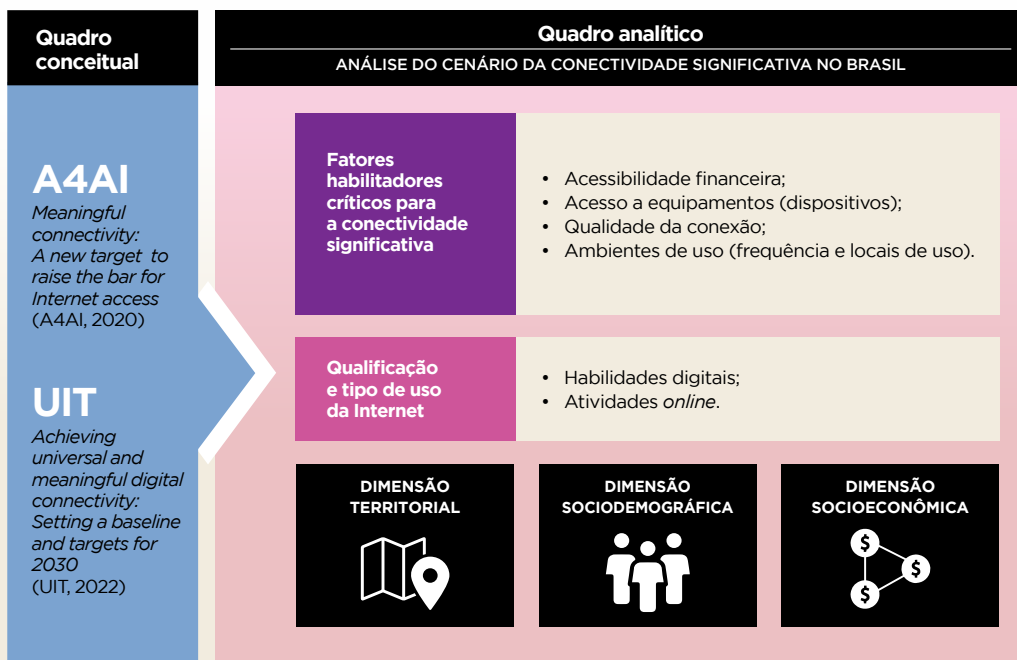 Quadro
conceitual
A4AI
Meaningful
connectivity:
A new target to
raise the bar for
Internet access
(A4AI, 2020)
UIT
Achieving
universal and
meaningful digital
connectivity:
Setting a baseline
and targets for
2030
(UIT, 2022)
Quadro analítico
ANÁLISE DO CENÁRIO DA CONECTIVIDADE SIGNIFICATIVA NO BRASIL
Fatores
habilitadores
críticos para
a conectividade
significativa
• Acessibilidade financeira;
• Acesso a equipamentos (dispositivos);
• Qualidade da conexão;
• Ambientes de uso (frequência e locais de uso).
Qualificação
e tipo de uso
da Internet
• Habilidades digitais;
• Atividades online.
DIMENSÃO
TERRITORIAL
DIMENSÃO
SOCIODEMOGRÁFICA
DIMENSÃO
SOCIOECONÔMICA
$
$
$